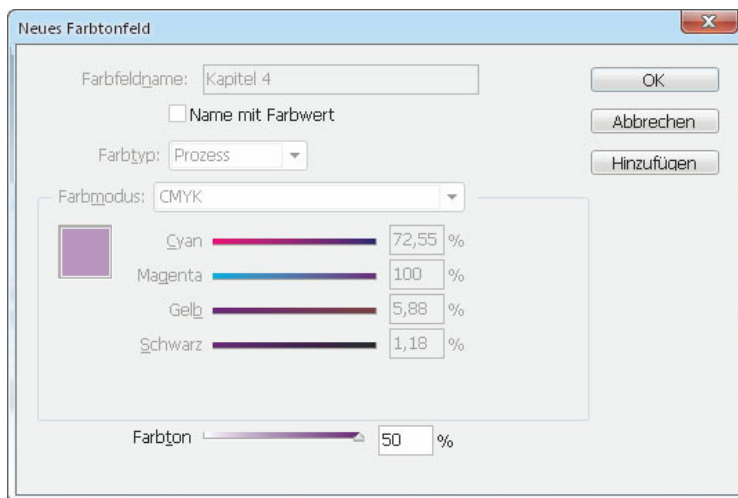 Neues Farbtonfeld
Farbfeldname: Kapitel 4
OK
Name mit Farbwert
Abbrechen
Farbtyp: Prozess
Hinzufügen
Farbmodus: CMYK
Cyan 72,55 %
Magenta 100 %
Gelb 5,88 %
Schwarz 1,18 %
Farbton 50 %